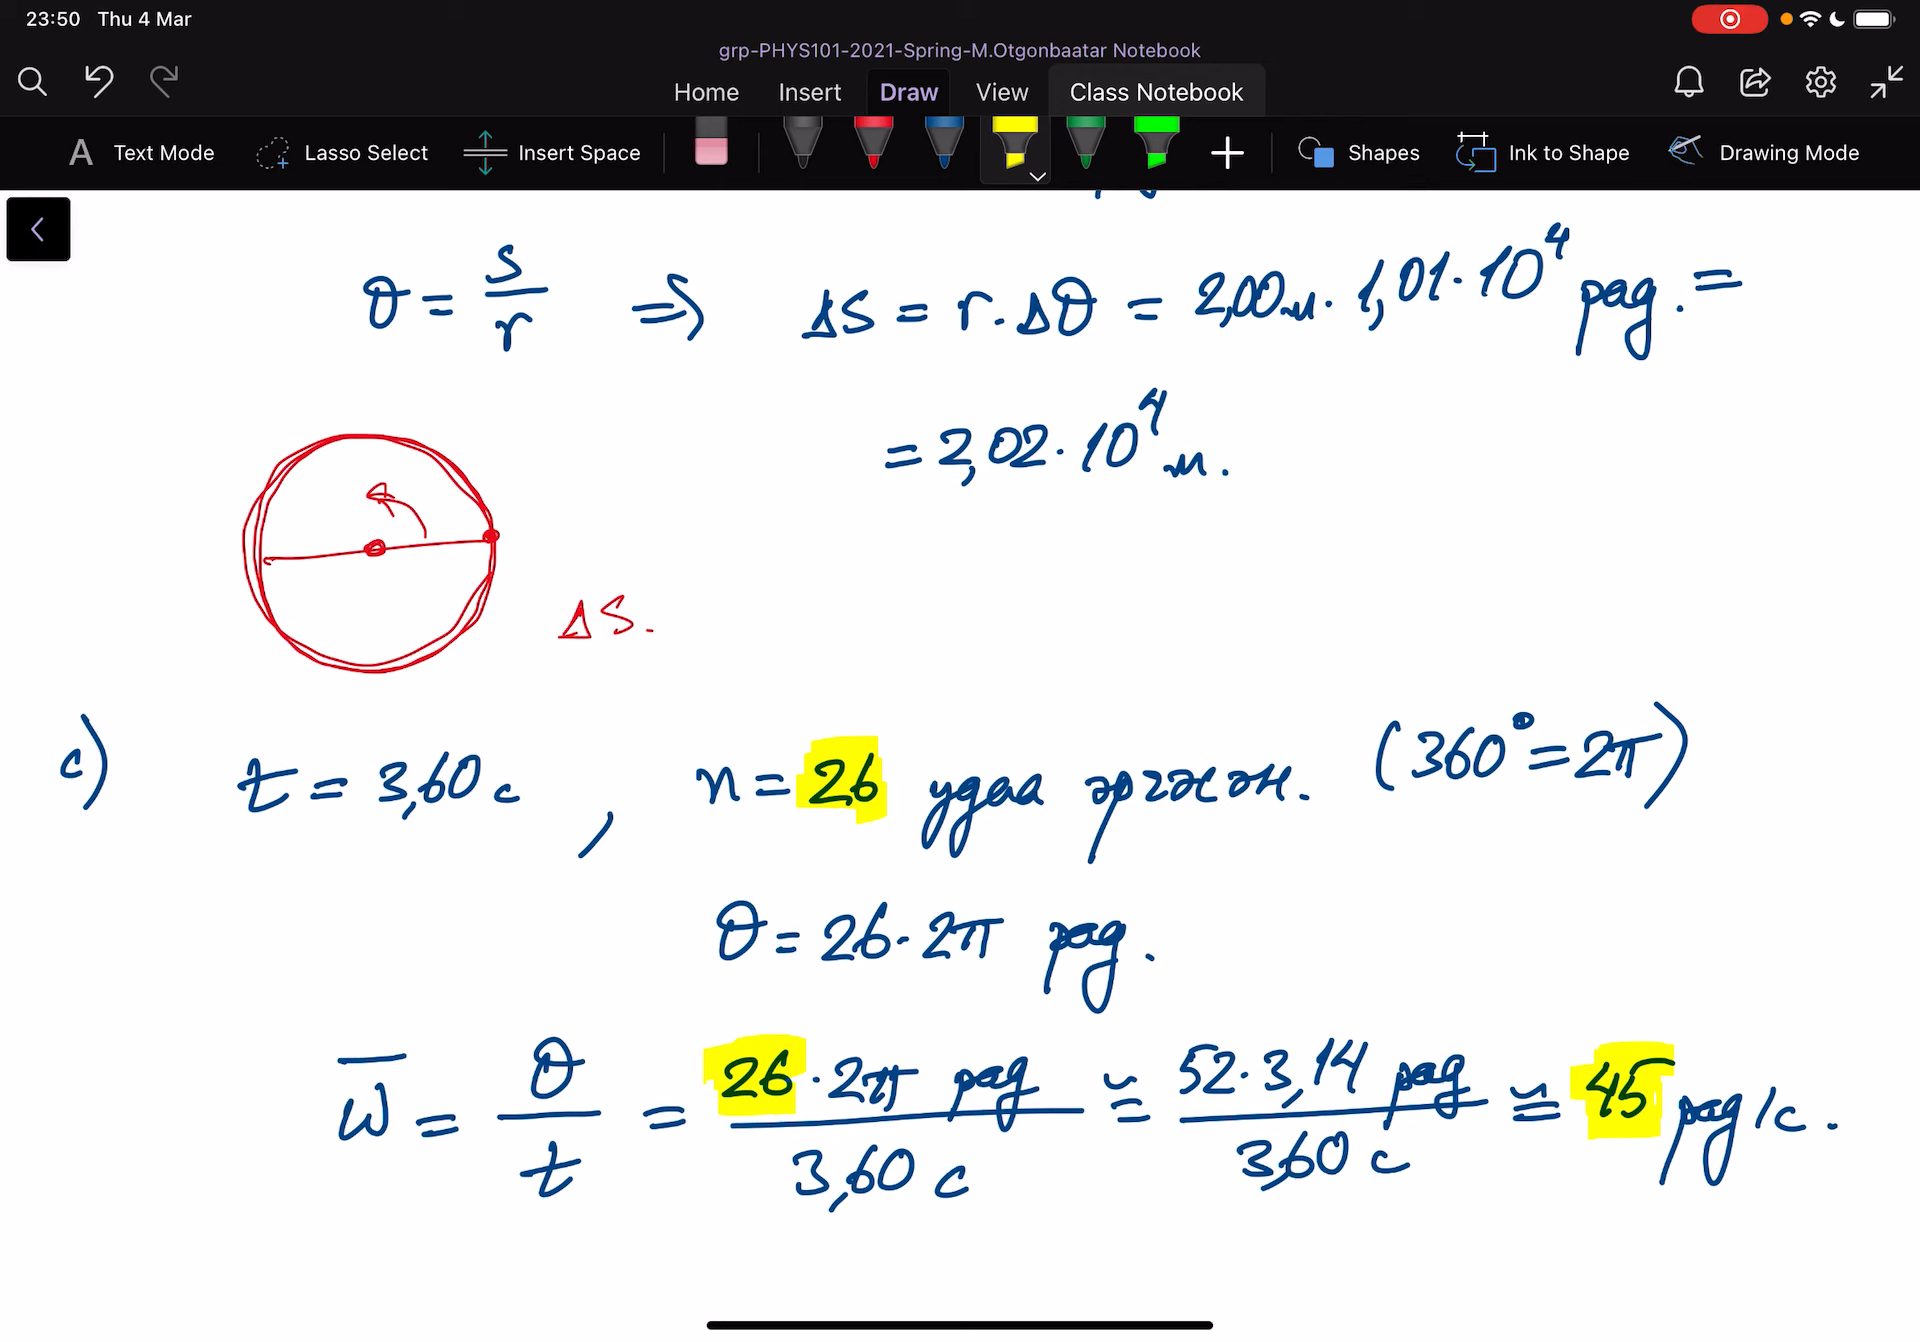 23:50 Thu 4 Mar
grp-PHYS101-2021-Spring-M.Otgonbaatar Notebook
Home Insert Draw View Class Notebook
A Text Mode Lasso Select Insert Space Shapes Ink to Shape Drawing Mode
θ = s/r ⇒ ΔS = r·Δθ = 2,00м · 1,01·10⁴ рад. =
= 2,02·10⁴ м.
ΔS.
c) t = 3,60 c , n = 26 удаа эргэсэн. (360° = 2π)
θ = 26·2π рад.
ω̅ = θ/t = 26·2π рад/3,60 c ≅ 52·3,14 рад/3,60 c ≅ 45 рад/c.